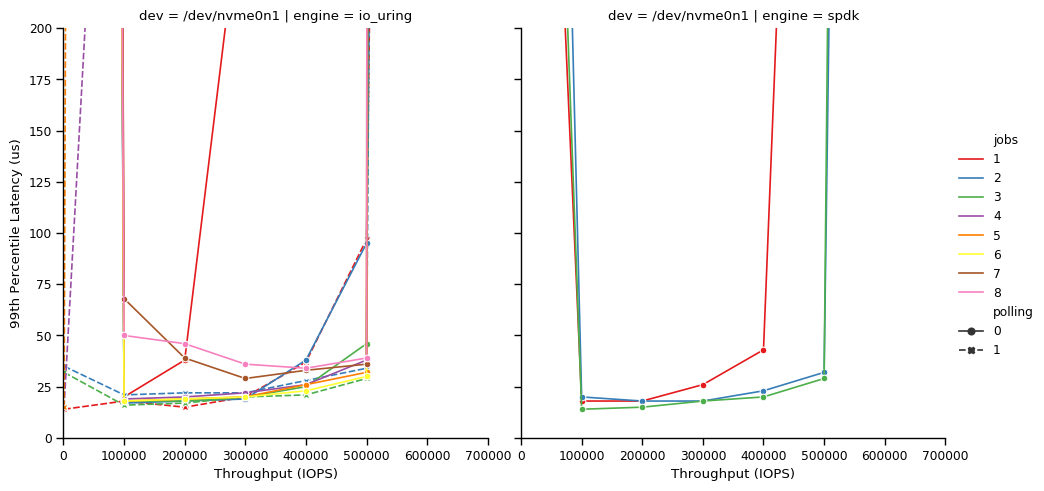 dev = /dev/nvme0n1 | engine = io_uring
dev = /dev/nvme0n1 | engine = spdk
200
175
150
125
100
75
50
25
0
99th Percentile Latency (us)
0 100000 200000 300000 400000 500000 600000 700000
0 100000 200000 300000 400000 500000 600000 700000
Throughput (IOPS)
Throughput (IOPS)
jobs
1
2
3
4
5
6
7
8
polling
0
1